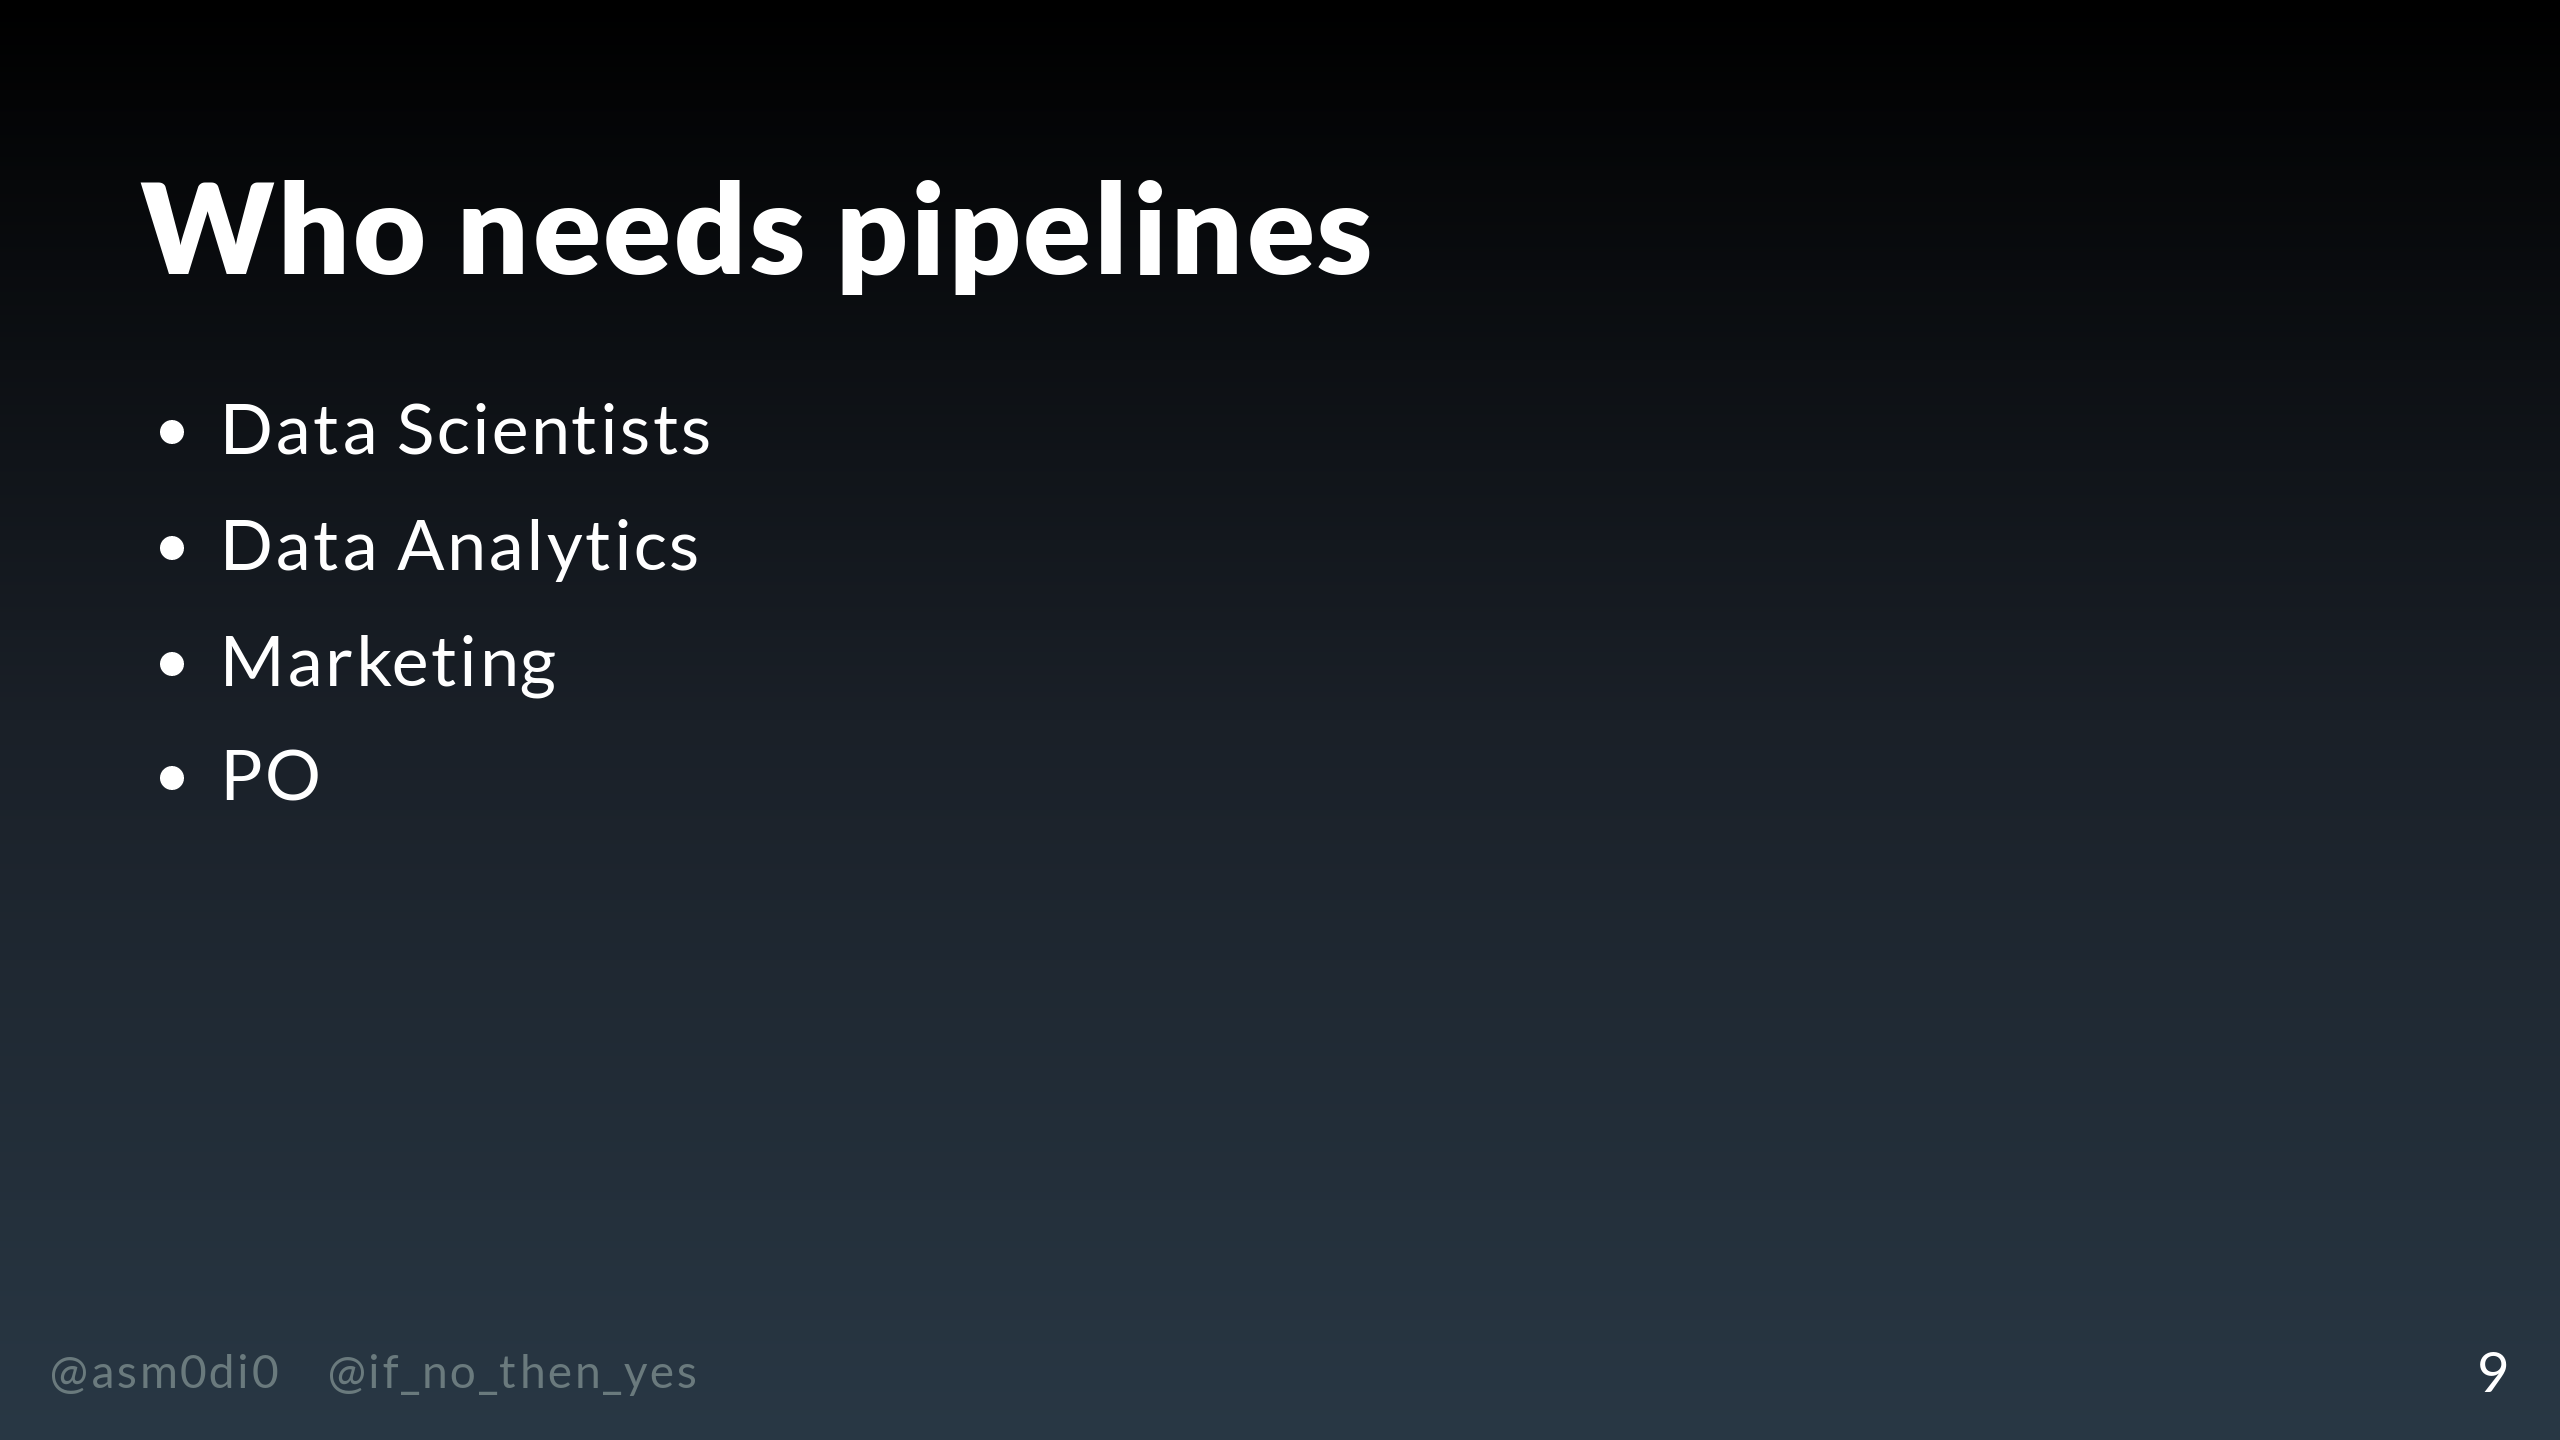 Who needs pipelines
• Data Scientists
• Data Analytics
• Marketing
• PO
@asm0di0 @if_no_then_yes
9